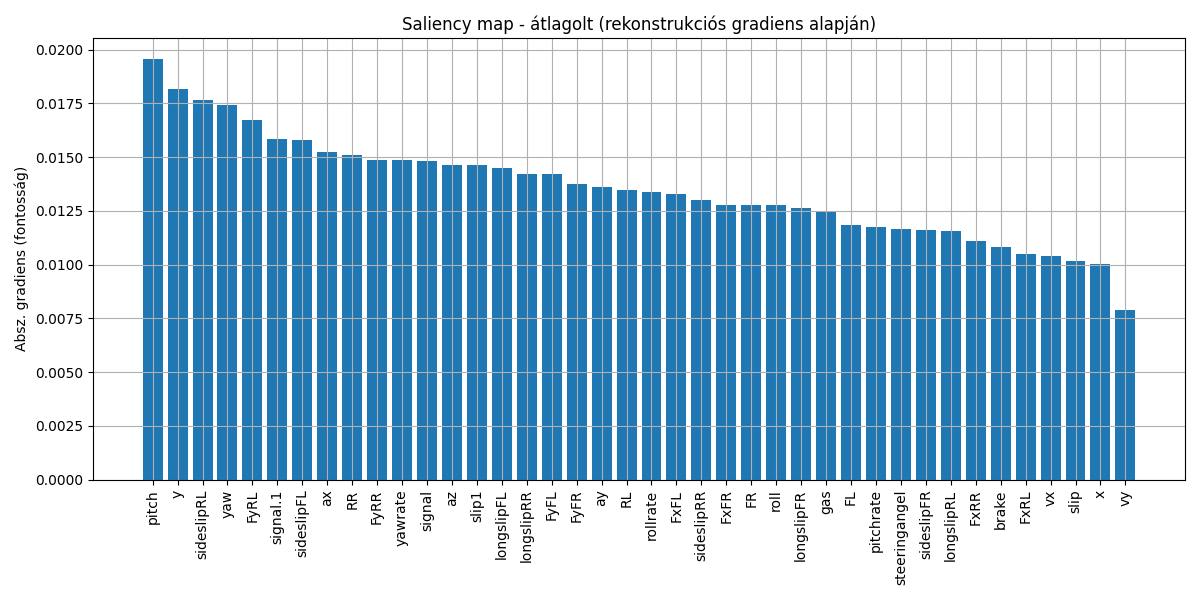 Saliency map - átlagolt (rekonstrukciós gradiens alapján)
Absz. gradiens (fontosság)
0.0200
0.0175
0.0150
0.0125
0.0100
0.0075
0.0050
0.0025
0.0000
pitch
y
sideslipRL
yaw
FyRL
signal.1
sideslipFL
ax
RR
FyRR
yawrate
signal
az
slip1
longslipFL
longslipRR
FyFL
FyFR
ay
RL
rollrate
FxFL
sideslipRR
FxFR
FR
roll
longslipFR
gas
FL
pitchrate
steeringangel
sideslipFR
longslipRL
FxRR
brake
FxRL
vx
slip
x
vy